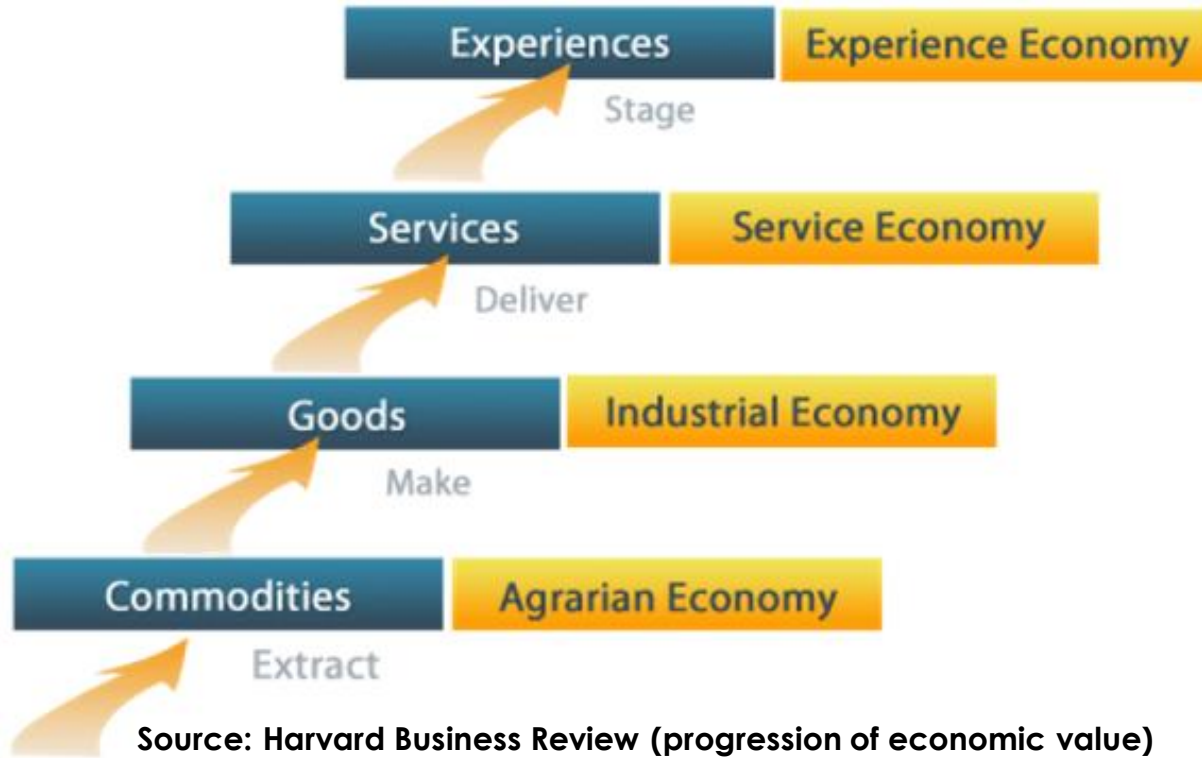 Experiences
Experience Economy
Stage
Services
Service Economy
Deliver
Goods
Industrial Economy
Make
Commodities
Agrarian Economy
Extract
Source: Harvard Business Review (progression of economic value)